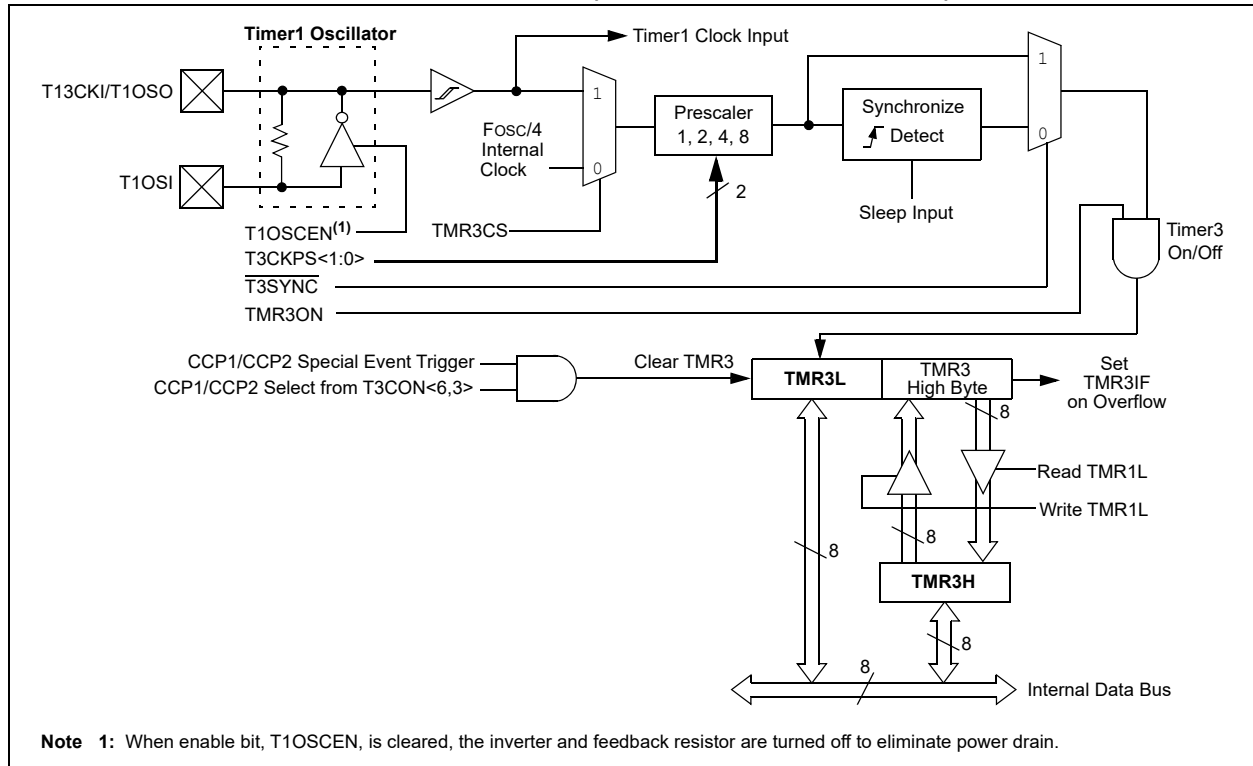 Timer1 Oscillator
Timer1 Clock Input
T13CKI/T1OSO
1
FOSC/4
Internal
Clock
0
Prescaler
1, 2, 4, 8
Synchronize
Detect
1
0
T1OSI
2
Sleep Input
T1OSCEN(1)
TMR3CS
Timer3
On/Off
T3CKPS<1:0>
T3SYNC
TMR3ON
CCP1/CCP2 Special Event Trigger
CCP1/CCP2 Select from T3CON<6,3>
Clear TMR3
TMR3L
TMR3
High Byte
Set
TMR3IF
on Overflow
8
Read TMR1L
Write TMR1L
8
8
TMR3H
8
8
Internal Data Bus
Note 1: When enable bit, T1OSCEN, is cleared, the inverter and feedback resistor are turned off to eliminate power drain.